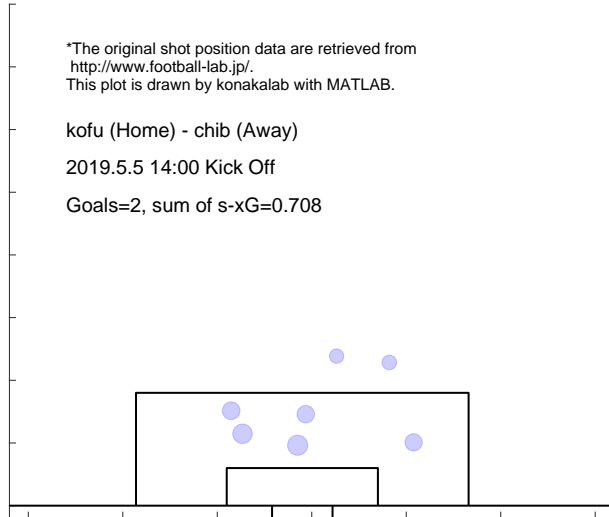 *The original shot position data are retrieved from
http://www.football-lab.jp/.
This plot is drawn by konakalab with MATLAB.
kofu (Home) - chib (Away)
2019.5.5 14:00 Kick Off
Goals=2, sum of s-xG=0.708